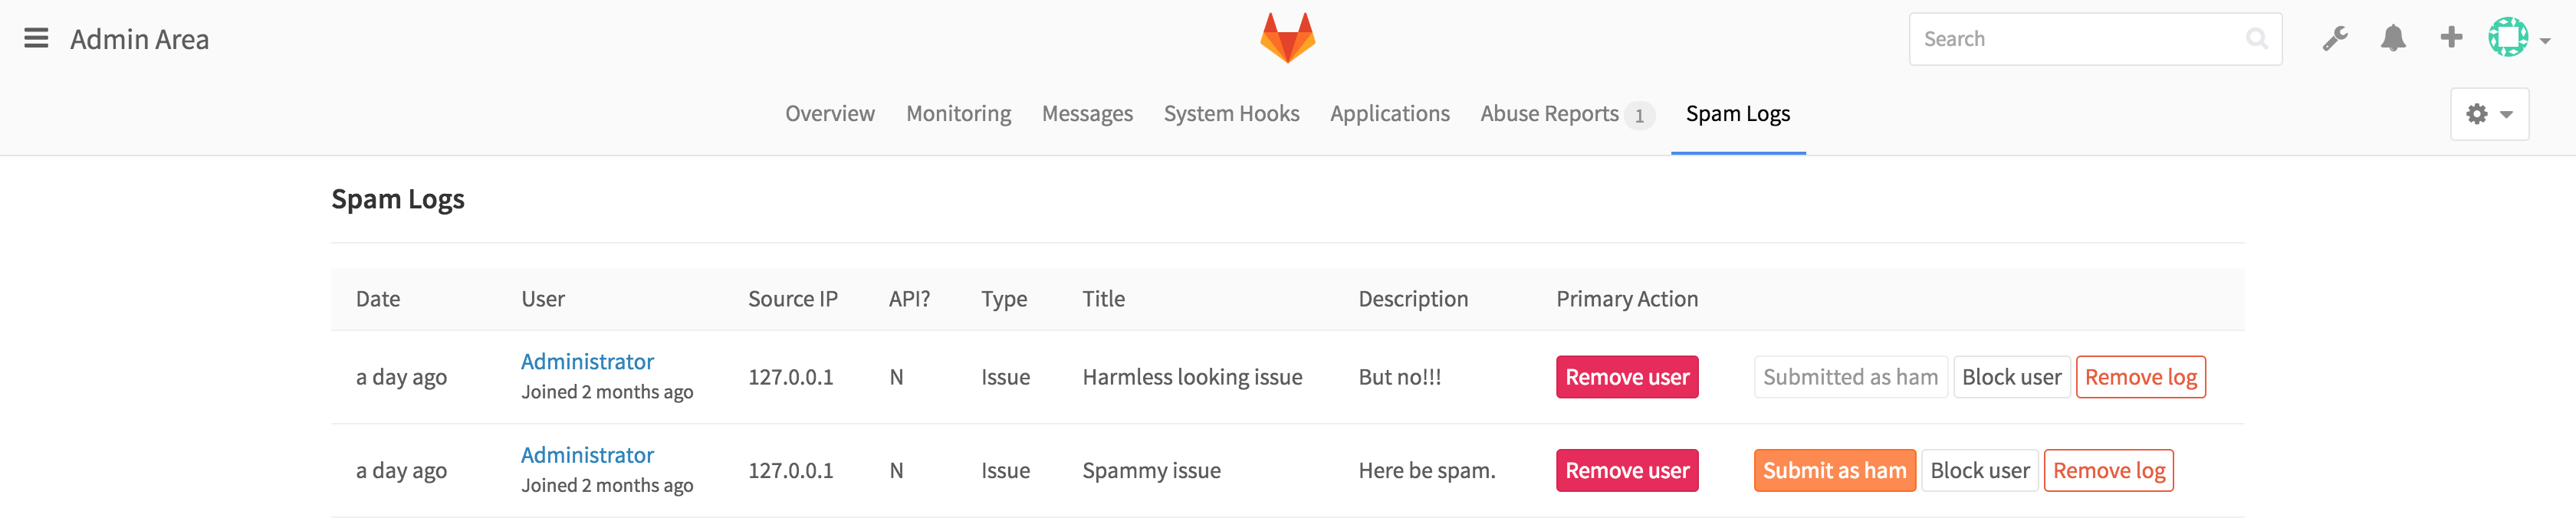 Admin Area
Search
Overview Monitoring Messages System Hooks Applications Abuse Reports 1 Spam Logs
Spam Logs
Date User Source IP API? Type Title Description Primary Action
a day ago Administrator 127.0.0.1 N Issue Harmless looking issue But no!!! Remove user Submitted as ham Block user Remove log
Joined 2 months ago
a day ago Administrator 127.0.0.1 N Issue Spammy issue Here be spam. Remove user Submit as ham Block user Remove log
Joined 2 months ago